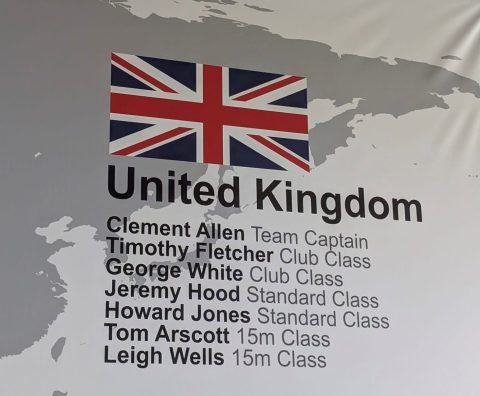 United Kingdom
Clement Allen Team Captain
Timothy Fletcher Club Class
George White Club Class
Jeremy Hood Standard Class
Howard Jones Standard Class
Tom Arscott 15m Class
Leigh Wells 15m Class